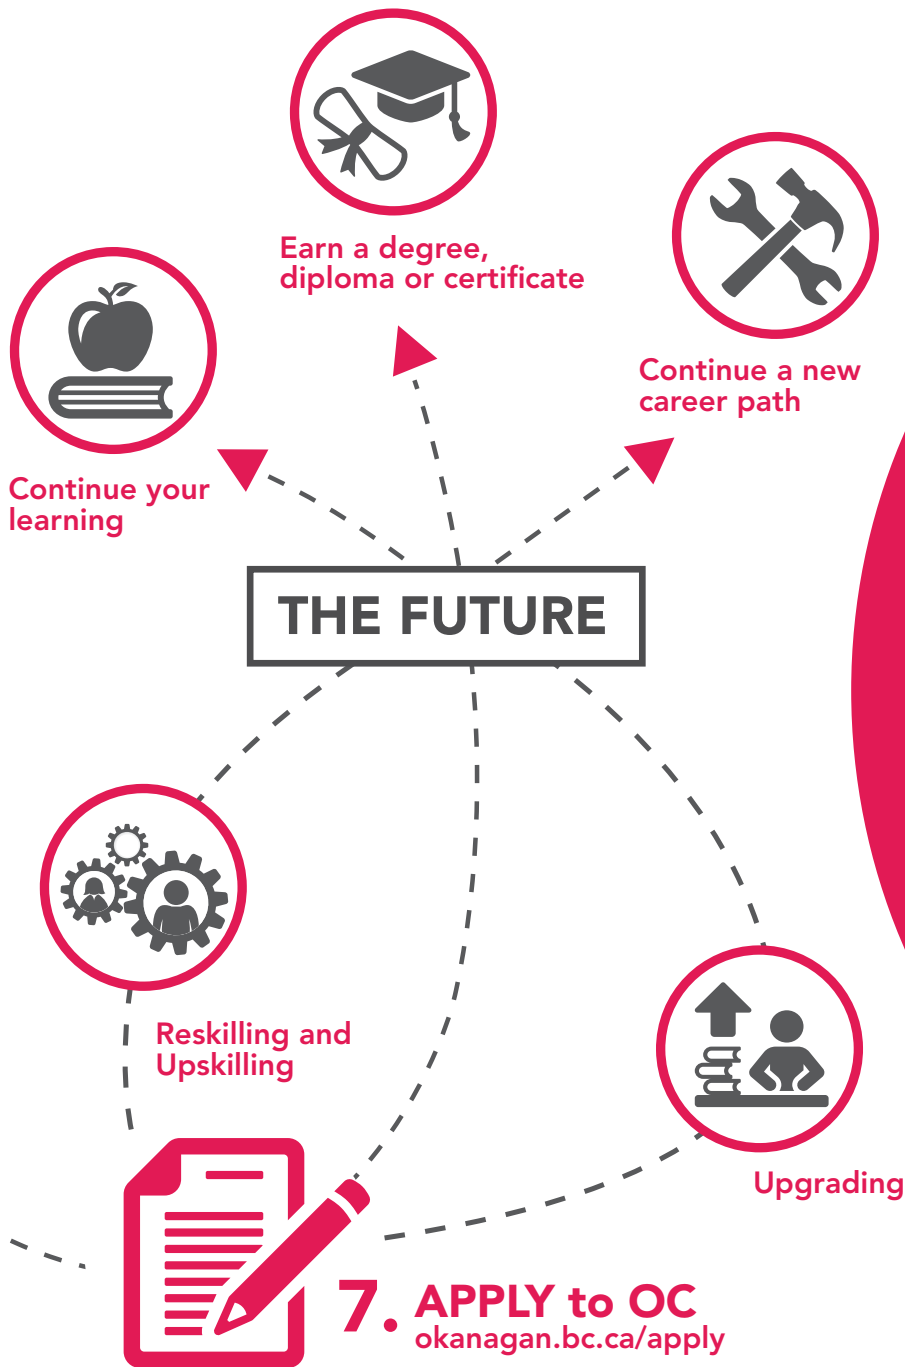 Earn a degree,
diploma or certificate
Continue a new
career path
Continue your
learning
THE FUTURE
Reskilling and
Upskilling
Upgrading
7. APPLY to OC
okanagan.bc.ca/apply